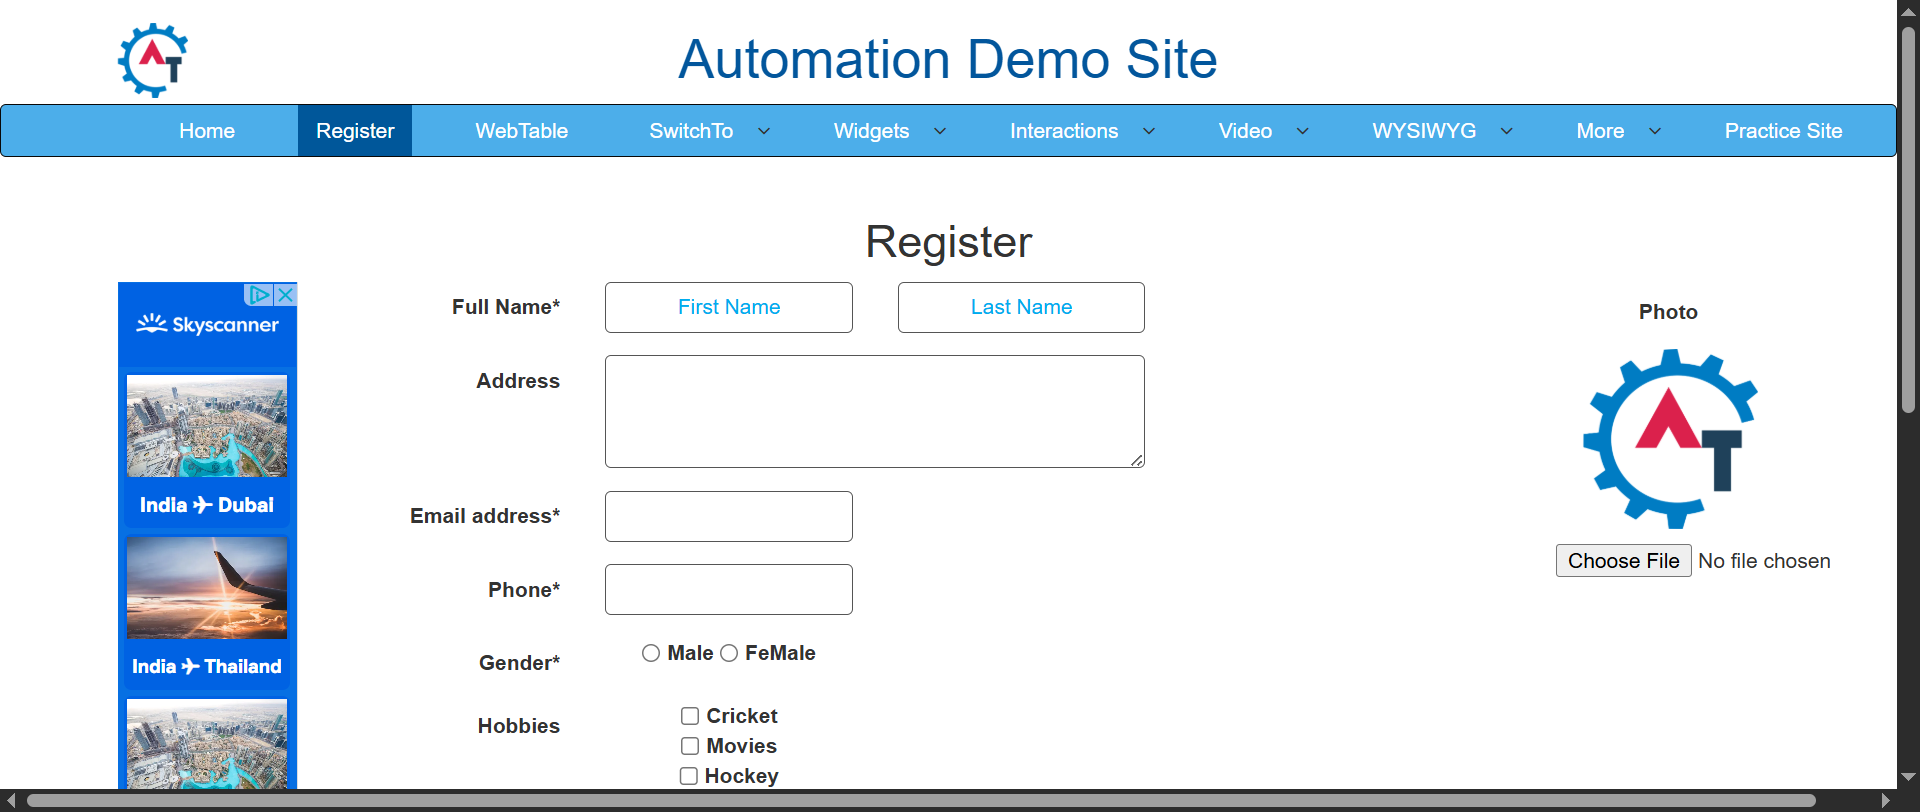 Automation Demo Site
Home Register WebTable SwitchTo Widgets Interactions Video WYSIWYG More Practice Site
Register
Full Name* First Name Last Name
Address
Email address*
Phone*
Gender* Male FeMale
Hobbies Cricket
Movies
Hockey
Photo
AT
Choose File No file chosen
Skyscanner
India Dubai
India Thailand